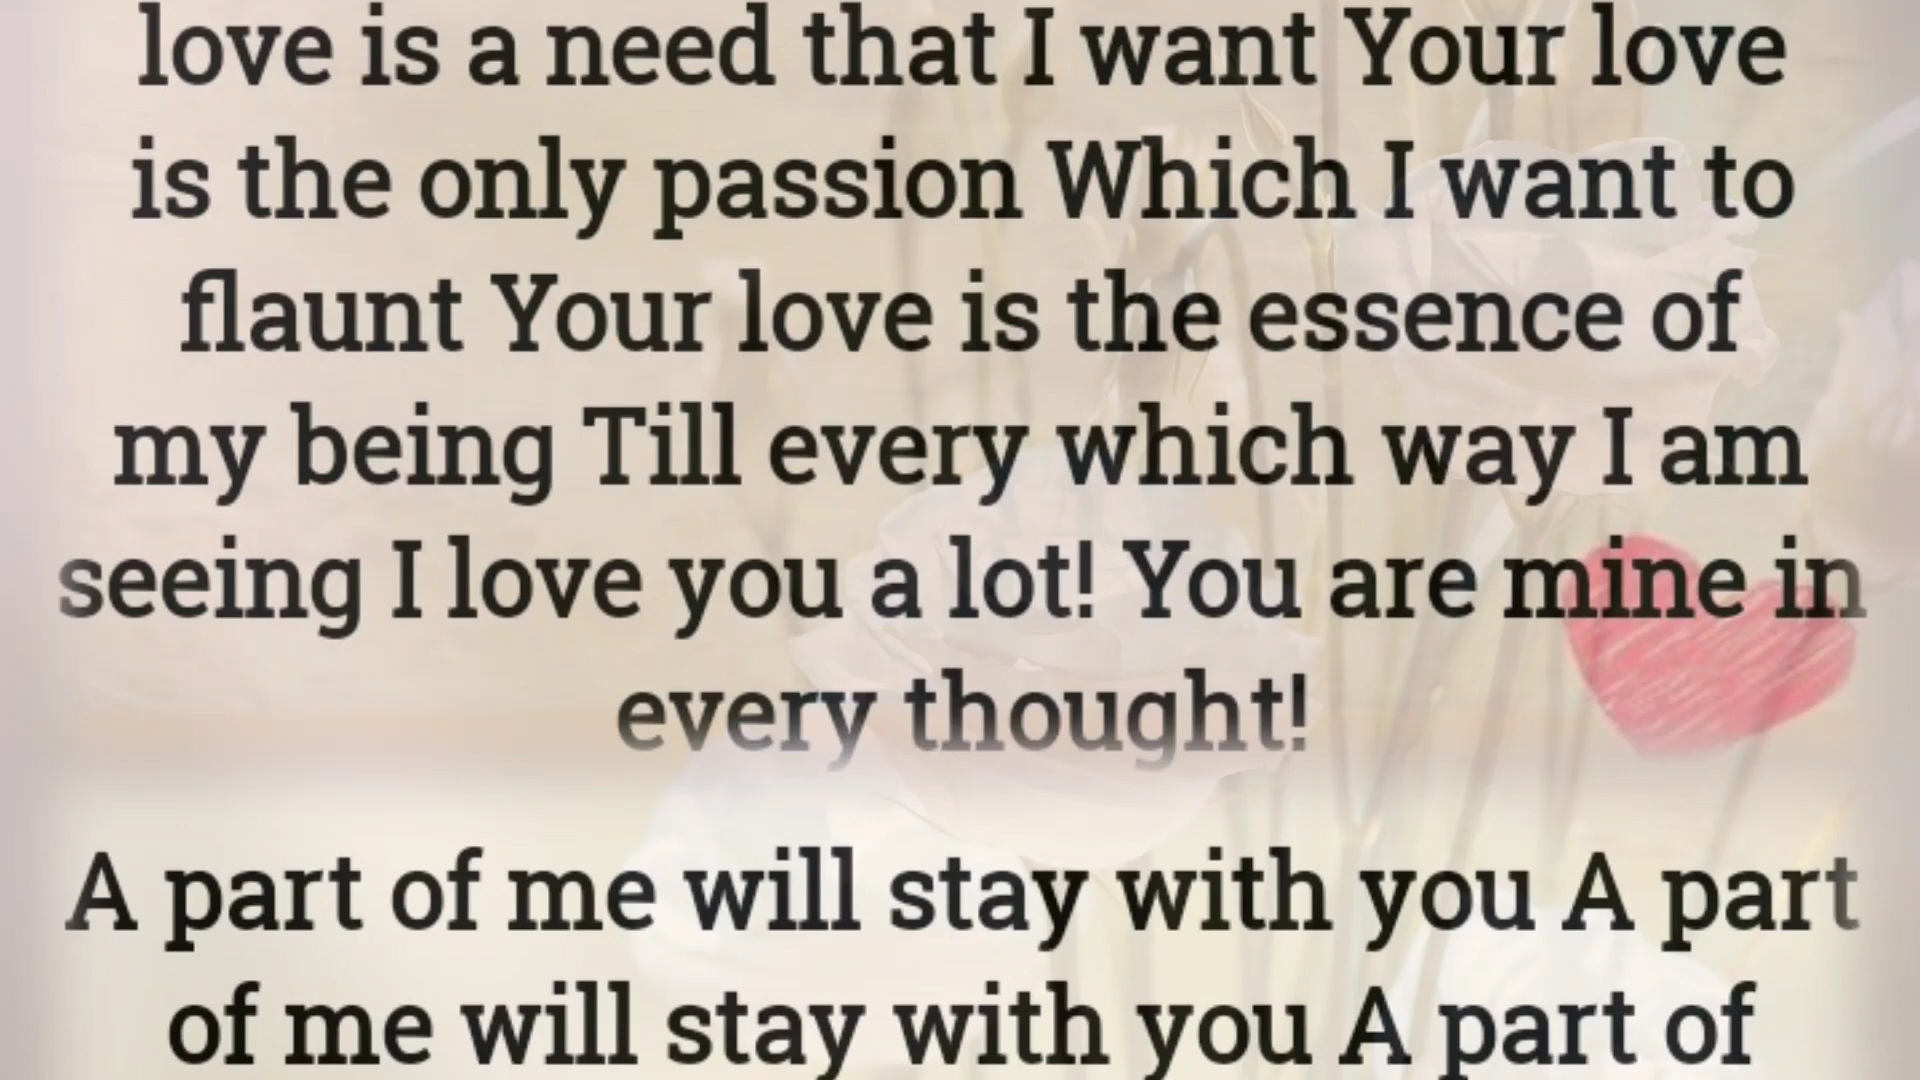 love is a need that I want Your love
is the only passion Which I want to
flaunt Your love is the essence of
my being Till every which way I am
seeing I love you a lot! You are mine in
every thought!
A part of me will stay with you A part
of me will stay with you A part of